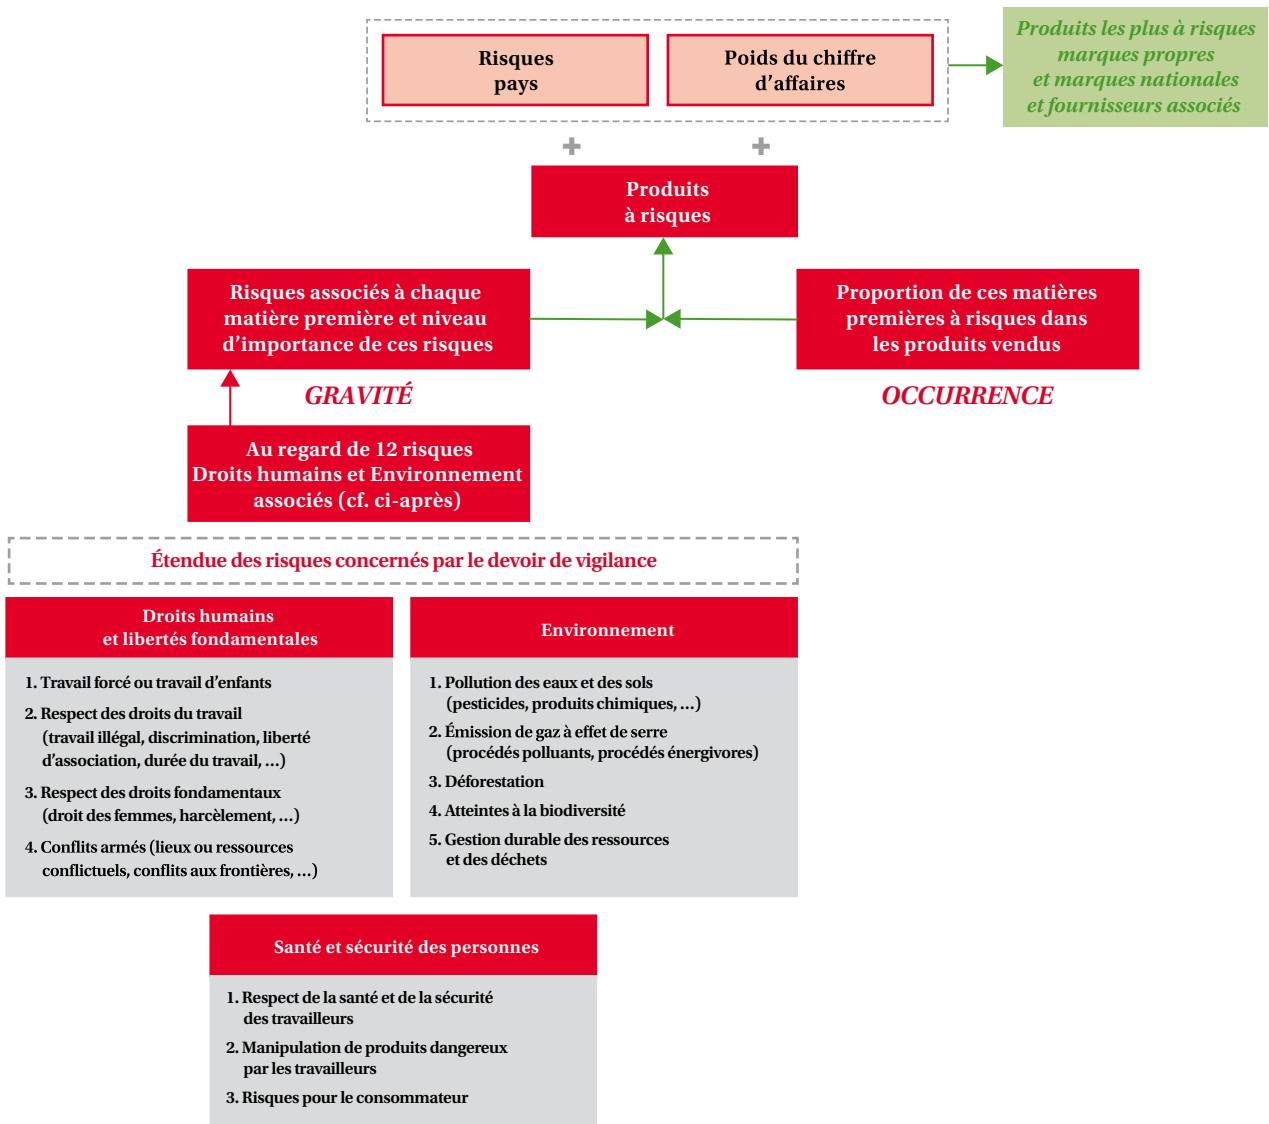 Risques
pays
Poids du chiffre
d’affaires
Produits les plus à risques
marques propres
et marques nationales
et fournisseurs associés
Produits
à risques
Risques associés à chaque
matière première et niveau
d’importance de ces risques
Proportion de ces matières
premières à risques dans
les produits vendus
GRAVITÉ
OCCURRENCE
Au regard de 12 risques
Droits humains et Environnement
associés (cf. ci-après)
Étendue des risques concernés par le devoir de vigilance
Droits humains
et libertés fondamentales
1. Travail forcé ou travail d’enfants
2. Respect des droits du travail
(travail illégal, discrimination, liberté
d’association, durée du travail, ...)
3. Respect des droits fondamentaux
(droit des femmes, harcèlement, ...)
4. Conflits armés (lieux ou ressources
conflictuels, conflits aux frontières, ...)
Environnement
1. Pollution des eaux et des sols
(pesticides, produits chimiques, ...)
2. Émission de gaz à effet de serre
(procédés polluants, procédés énergivores)
3. Déforestation
4. Atteintes à la biodiversité
5. Gestion durable des ressources
et des déchets
Santé et sécurité des personnes
1. Respect de la santé et de la sécurité
des travailleurs
2. Manipulation de produits dangereux
par les travailleurs
3. Risques pour le consommateur